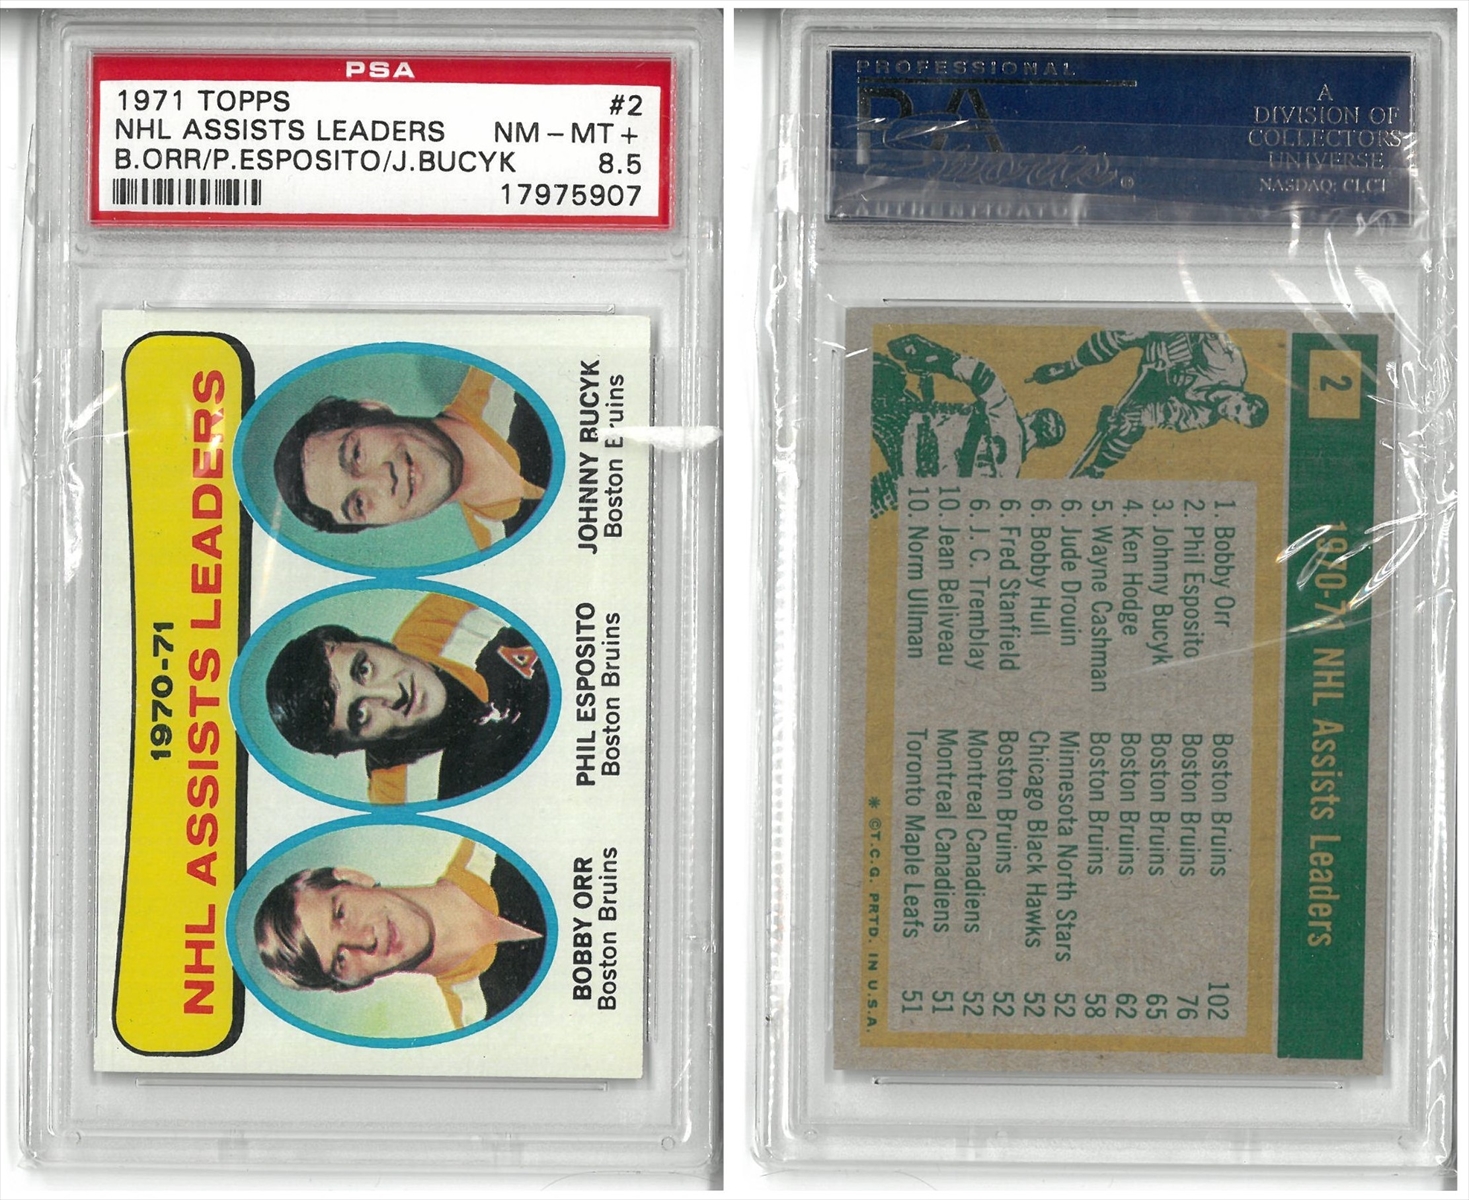 PSA
1971 TOPPS #2
NHL ASSISTS LEADERS NM-MT+
B.ORR/P.ESPOSITO/J.BUCYK 8.5
17975907
1970-71
NHL ASSISTS LEADERS
JOHNNY BUCYK
Boston Bruins
PHIL ESPOSITO
Boston Bruins
BOBBY ORR
Boston Bruins
PROFESSIONAL
PSA
Sports®
AUTHENTICATOR
A
DIVISION OF
COLLECTORS
UNIVERSE
NASDAQ: CLCT
2
1970-71 NHL Assists Leaders
1 Bobby Orr Boston Bruins 102
2. Phil Esposito Boston Bruins 76
3. Johnny Bucyk Boston Bruins 65
4. Ken Hodge Boston Bruins 62
5 Wayne Cashman Boston Bruins 58
6 Jude Drouin Minnesota North Stars 52
6 Bobby Hull Chicago Black Hawks 52
6. Fred Stanfield Boston Bruins 52
6. J. C. Tremblay Montreal Canadiens 52
10. Jean Beliveau Montreal Canadiens 51
10 Norm Ullman Toronto Maple Leafs 51
* ©T.C.G. PRTD. IN U.S.A.